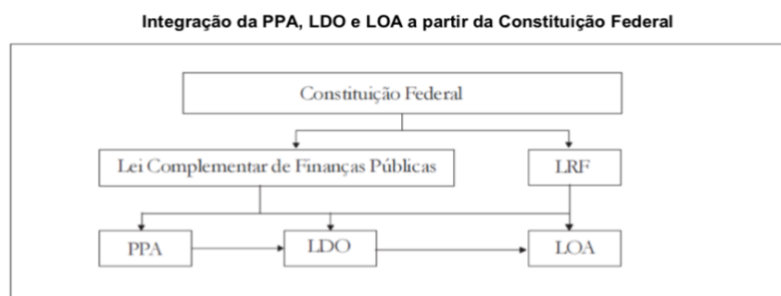 Integração da PPA, LDO e LOA a partir da Constituição Federal
Constituição Federal
Lei Complementar de Finanças Públicas
LRF
PPA
LDO
LOA